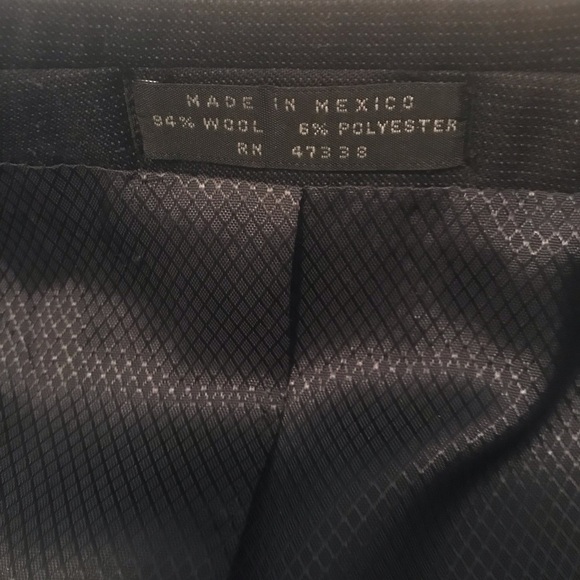 MADE IN MEXICO
94% WOOL 6% POLYESTER
RN 47338